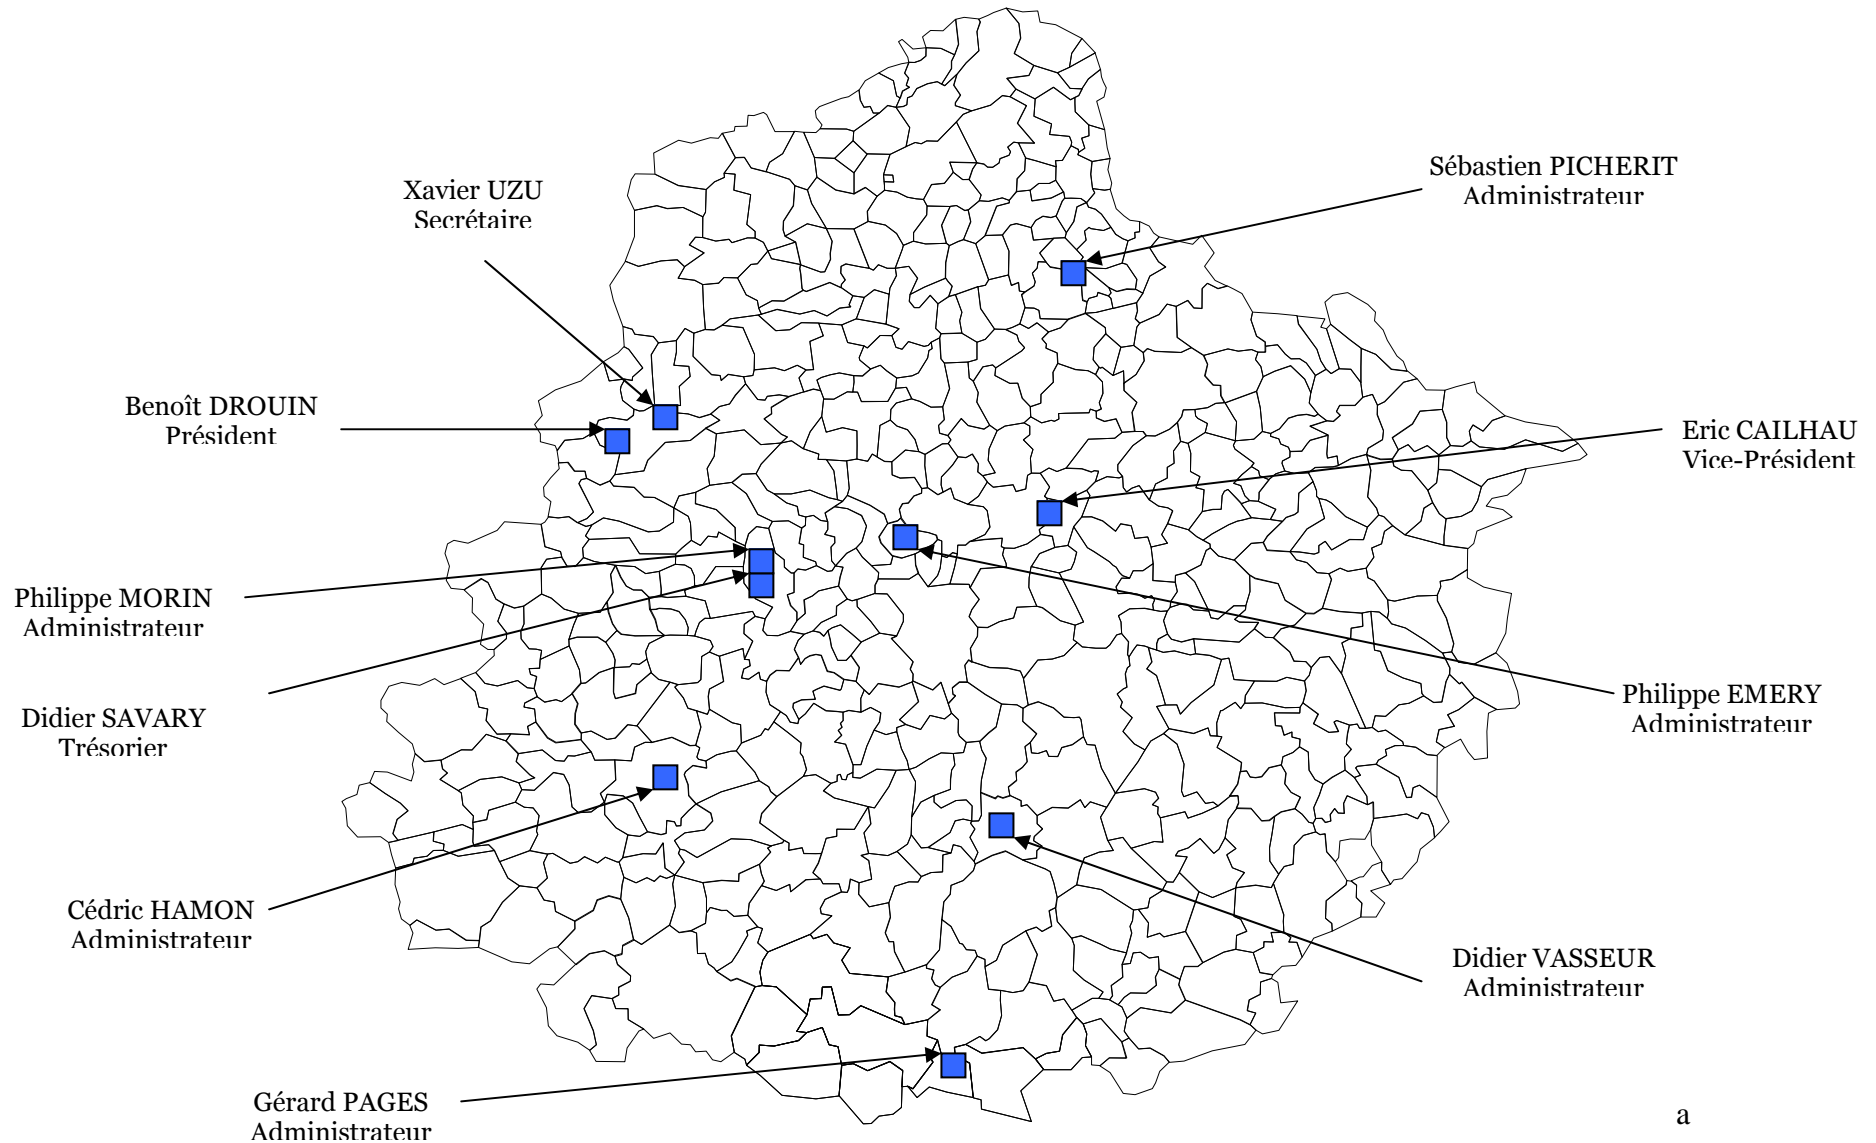 Sébastien PICHERIT
Administrateur
Xavier UZU
Secrétaire
Benoît DROUIN
Président
Eric CAILHAU
Vice-Président
Philippe MORIN
Administrateur
Philippe EMERY
Administrateur
Didier SAVARY
Trésorier
Cédric HAMON
Administrateur
Didier VASSEUR
Administrateur
Gérard PAGES
Administrateur
a